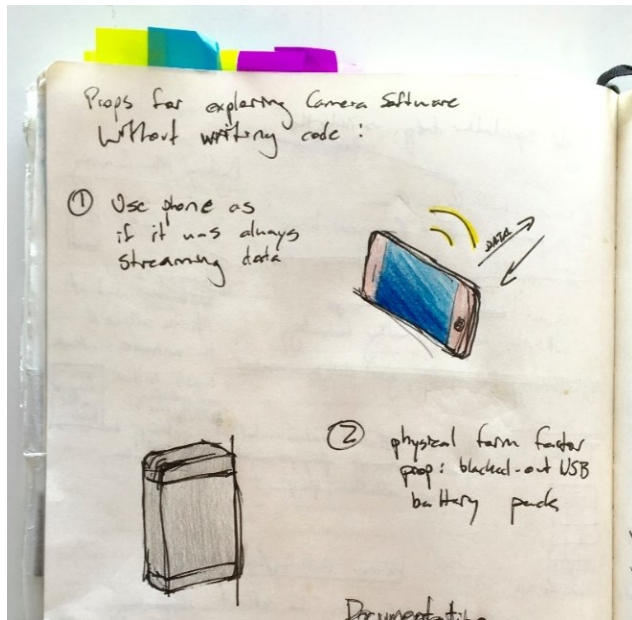 Props for exploring Camera Software
Without writing code :
① Use phone as
if it was always
streaming data
DATA
② physical form factor
prop: blacked-out USB
battery pack
Documentation